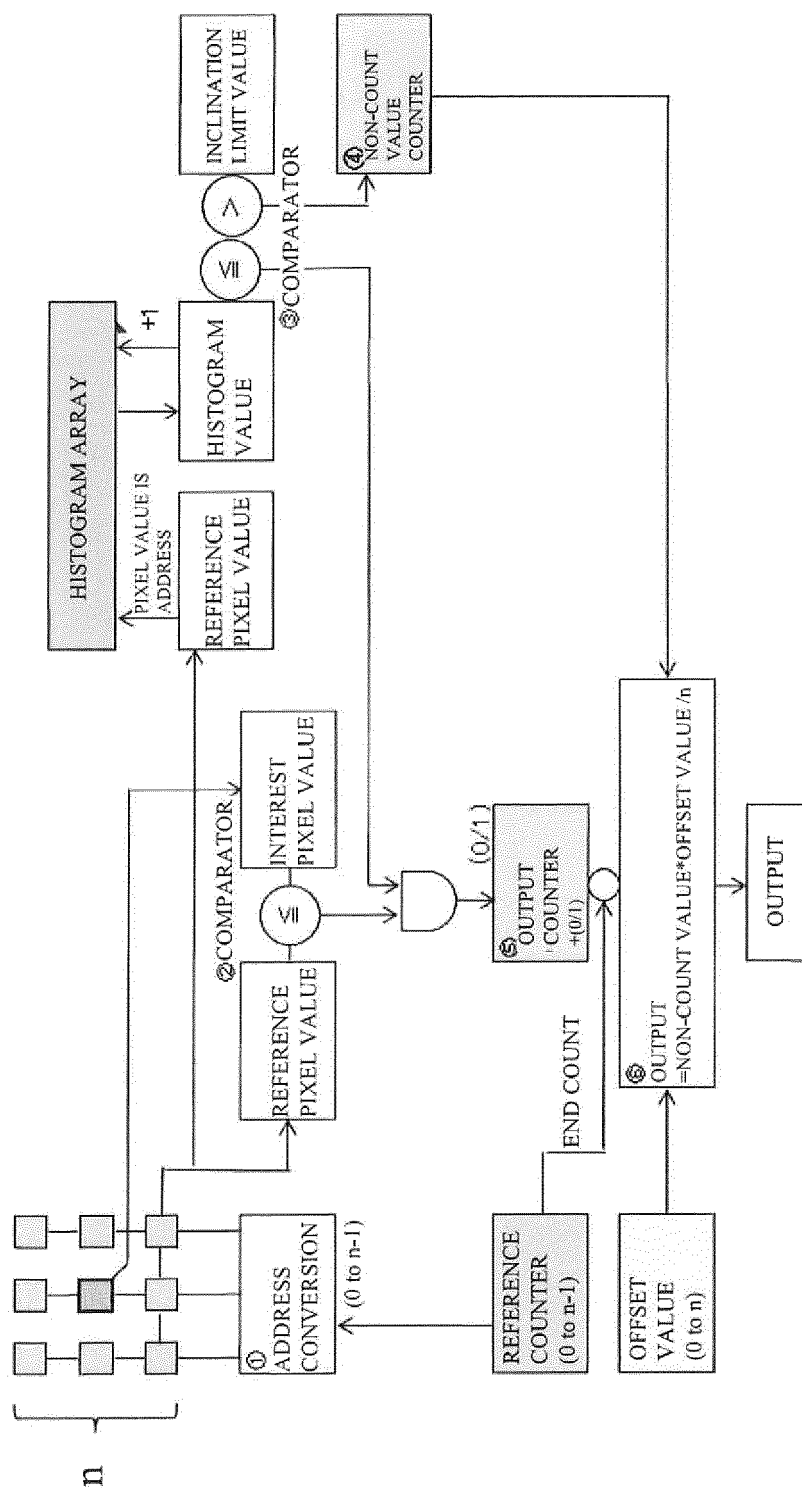 n
① ADDRESS
CONVERSION
(0 to n-1)
REFERENCE
COUNTER
(0 to n-1)
OFFSET
VALUE
(0 to n)
REFERENCE
PIXEL VALUE
②COMPARATOR
≤
INTEREST
PIXEL VALUE
END COUNT
(0/1)
⑤ OUTPUT
COUNTER
+(0/1)
⑥
OUTPUT
=NON-COUNT VALUE*OFFSET VALUE /n
OUTPUT
HISTOGRAM ARRAY
PIXEL VALUE IS
ADDRESS
REFERENCE
PIXEL VALUE
+1
HISTOGRAM
VALUE
≤
>
③COMPARATOR
INCLINATION
LIMIT VALUE
④
NON-COUNT
VALUE
COUNTER